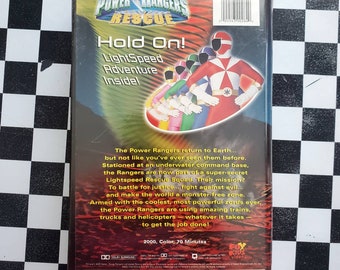 POWER RANGERS
RESCUE
Hold On!
LightSpeed
Adventure
Inside!
The Power Rangers return to Earth...
but not like you've ever seen them before.
Stationed at an underwater command base,
the Rangers are now part of a super-secret
Lightspeed Rescue Squad. Their mission?
To battle for justice... fight against evil...
and make the world a monster free zone.
Armed with the coolest, most powerful zords ever,
the Power Rangers are using amazing trains,
trucks and helicopters — whatever it takes —
to get the job done!
2000, Color, 70 Minutes